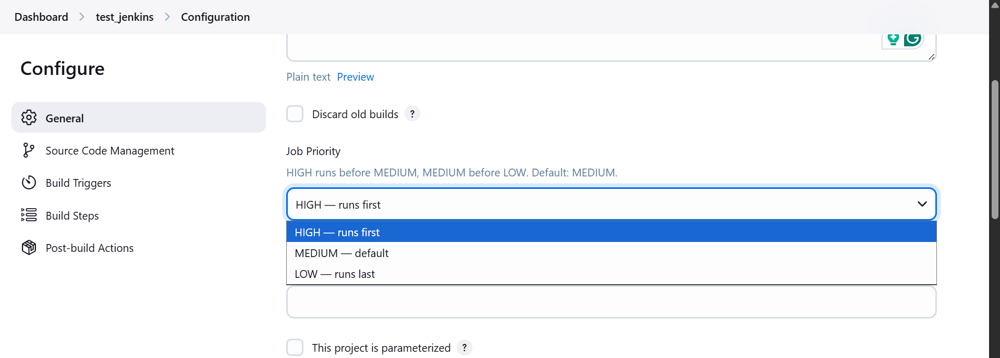 Dashboard > test_jenkins > Configuration
Configure
General
Source Code Management
Build Triggers
Build Steps
Post-build Actions
Plain text Preview
Discard old builds ?
Job Priority
HIGH runs before MEDIUM, MEDIUM before LOW. Default: MEDIUM.
HIGH — runs first
HIGH — runs first
MEDIUM — default
LOW — runs last
This project is parameterized ?